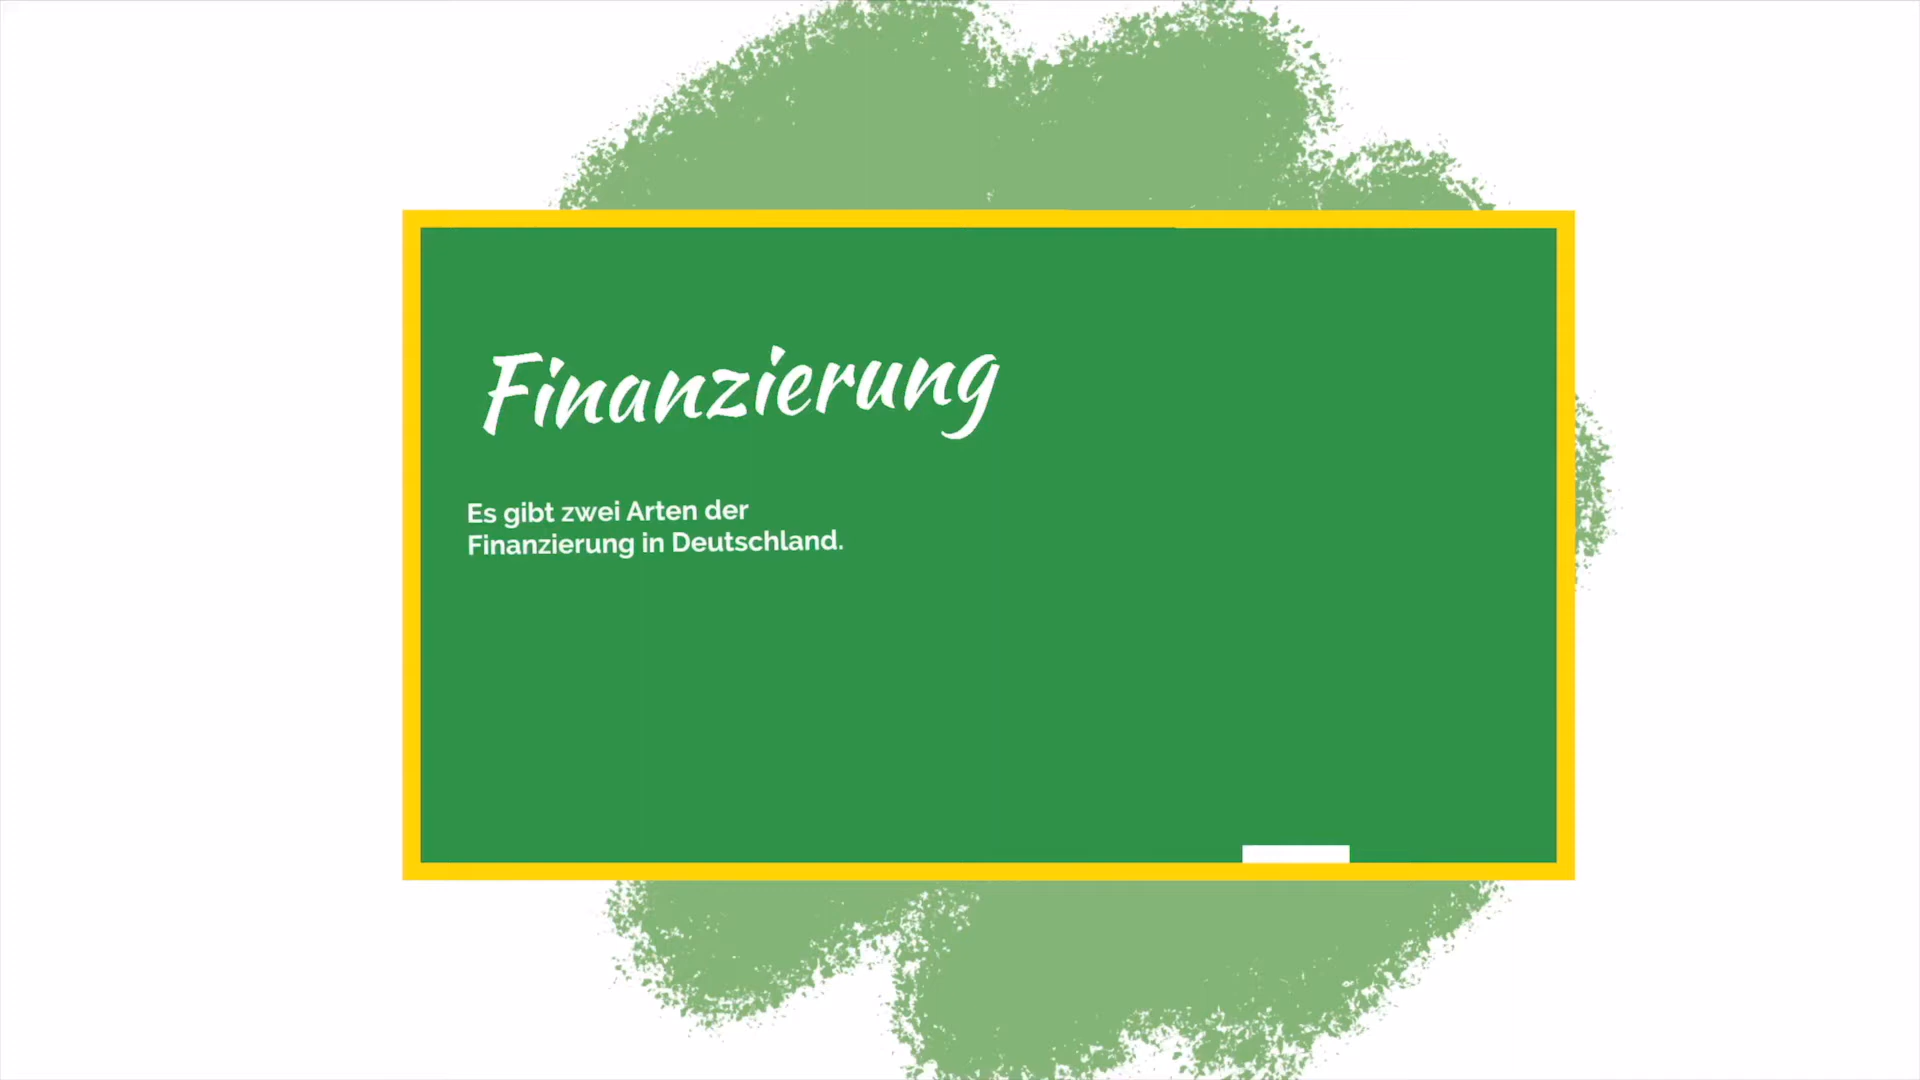 Finanzierung
Es gibt zwei Arten der
Finanzierung in Deutschland.